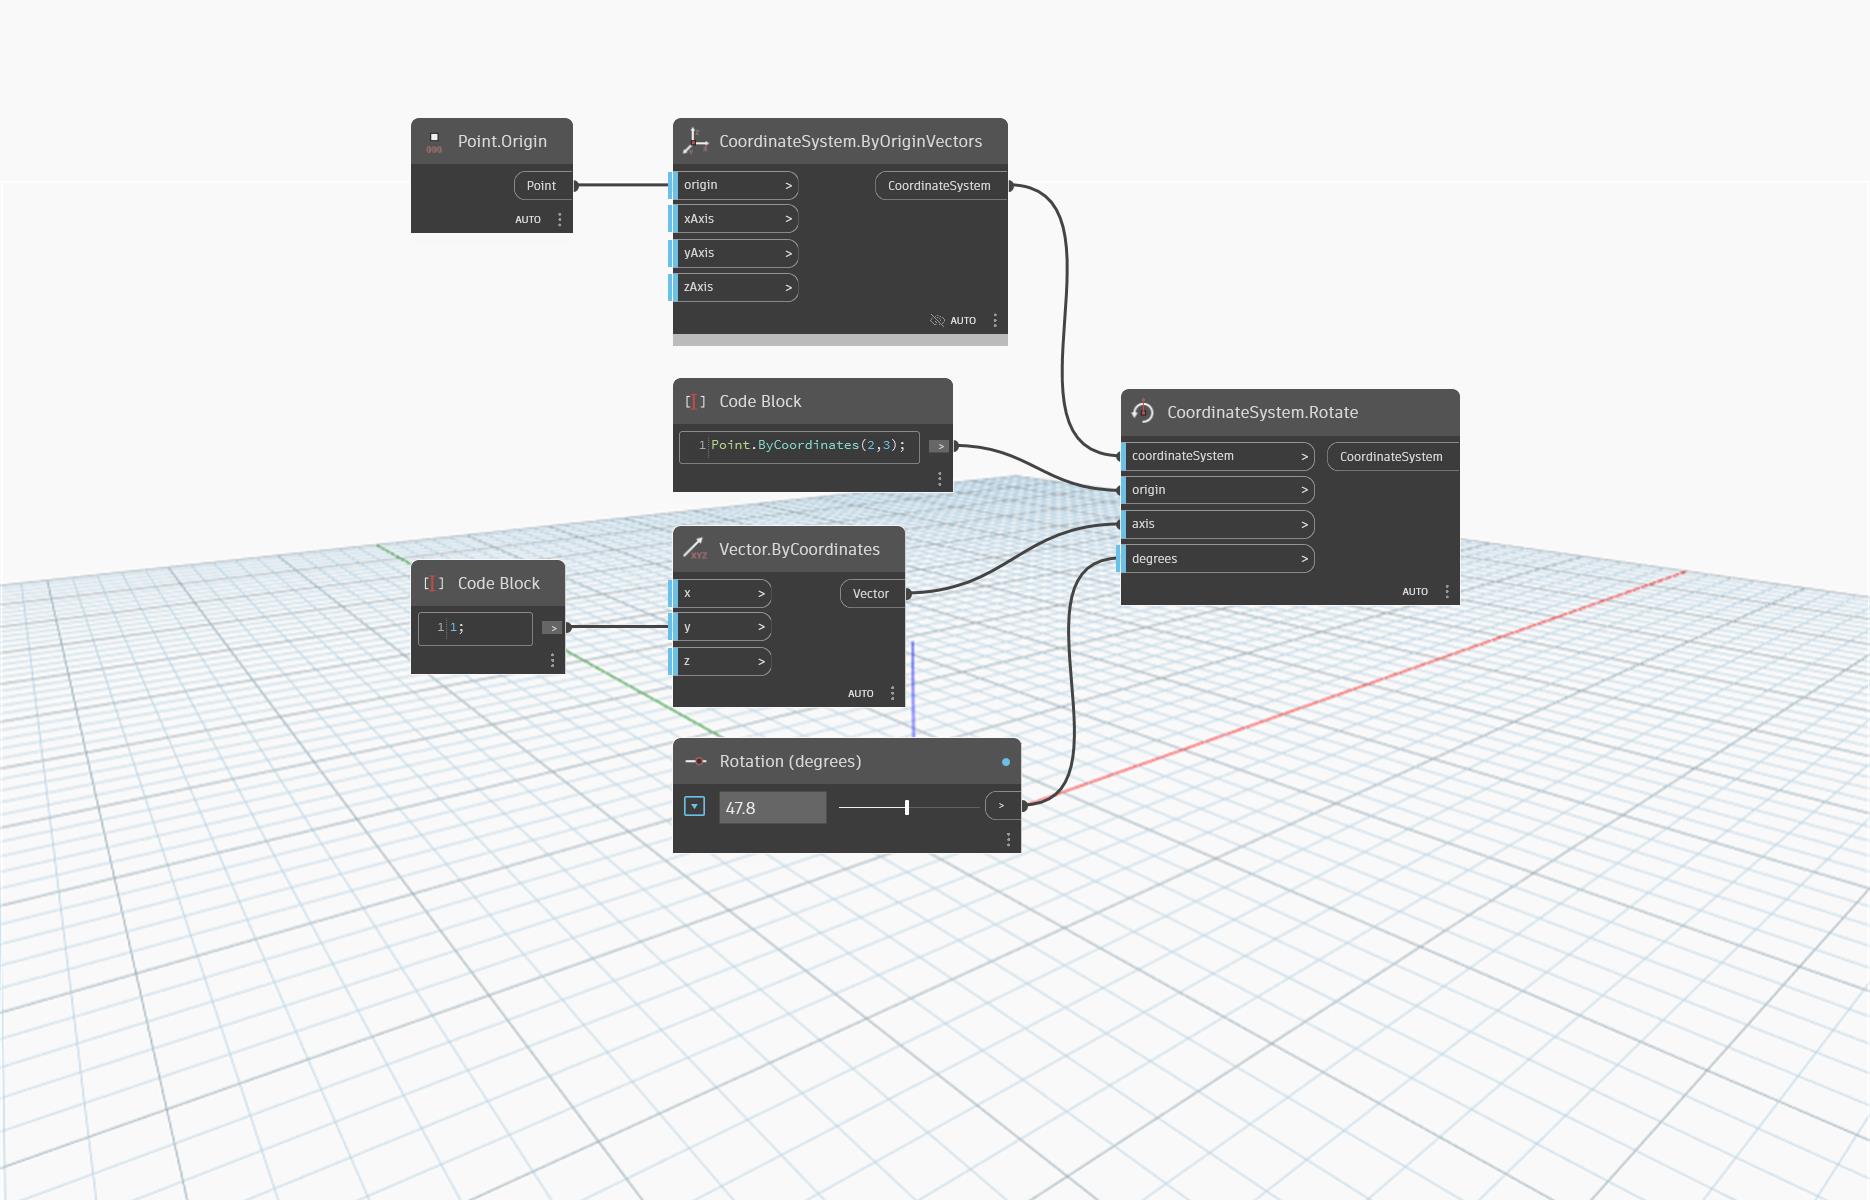 Point.Origin
Point
AUTO
CoordinateSystem.ByOriginVectors
origin >
CoordinateSystem
xAxis >
yAxis >
zAxis >
AUTO
Code Block
1 Point.ByCoordinates(2,3);
>
CoordinateSystem.Rotate
coordinateSystem >
CoordinateSystem
origin >
axis >
degrees >
AUTO
Vector.ByCoordinates
XYZ
x >
Vector
y >
z >
AUTO
Code Block
1 1;
>
Rotation (degrees)
47.8
>